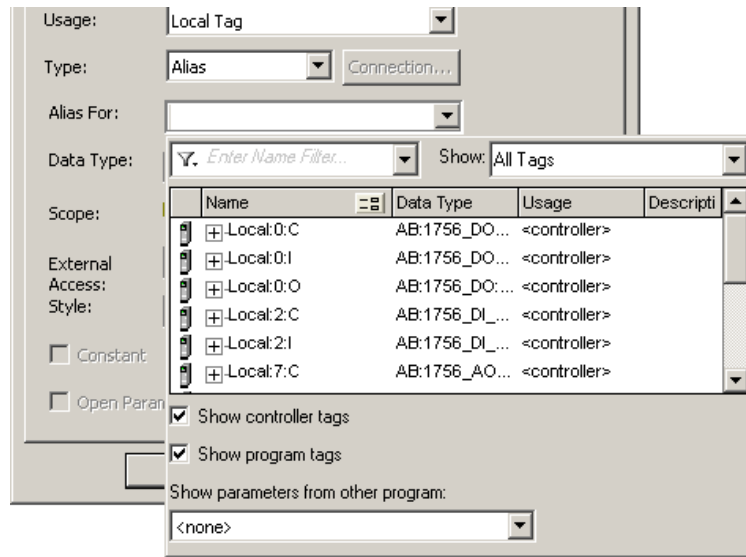 Usage: Local Tag
Type: Alias Connection...
Alias For:
Data Type: Enter Name Filter... Show: All Tags
Name Data Type Usage Descripti
Scope:
Local:0:C AB:1756_DO... <controller>
Local:0:I AB:1756_DO... <controller>
External Access:
Local:0:O AB:1756_DO:... <controller>
Style:
Local:2:C AB:1756_DI_... <controller>
Local:2:I AB:1756_DI_... <controller>
Constant
Local:7:C AB:1756_AO... <controller>
Open Paran
Show controller tags
Show program tags
Show parameters from other program:
<none>